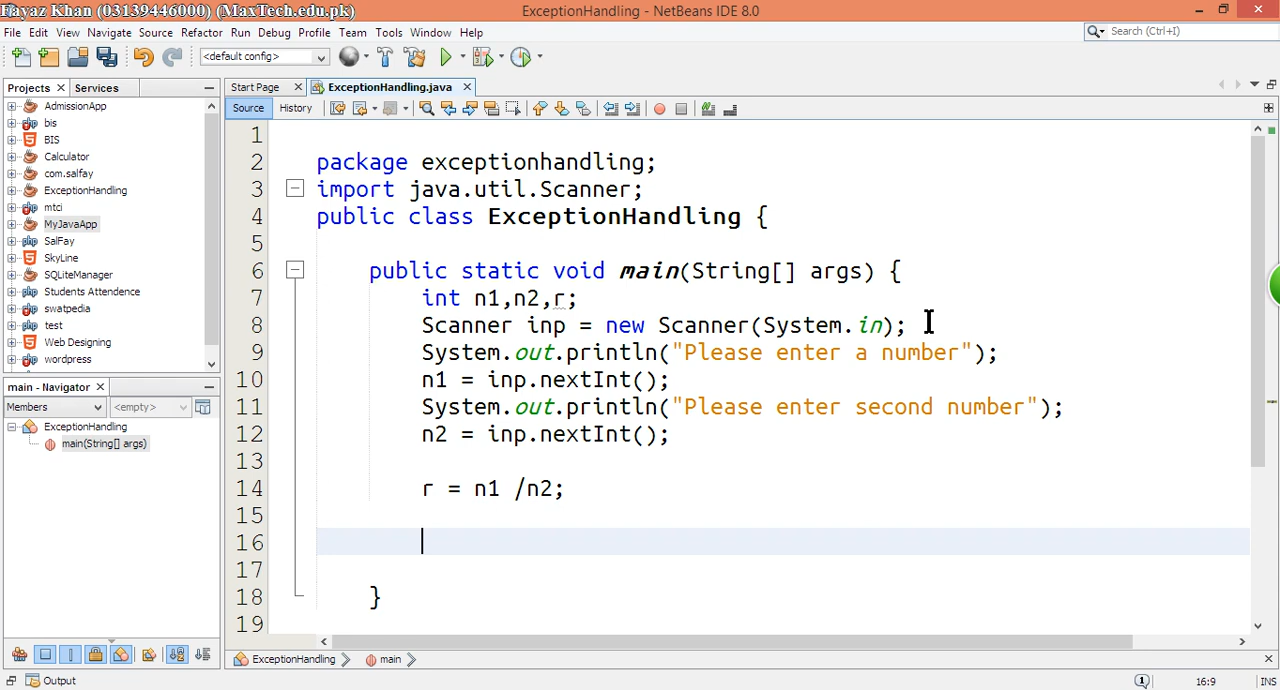 Fayaz Khan (03139446000) (MaxTech.edu.pk)
ExceptionHandling - NetBeans IDE 8.0
File Edit View Navigate Source Refactor Run Debug Profile Team Tools Window Help
Search (Ctrl+I)
<default config>
Projects Services
Start Page ExceptionHandling.java
Source History
AdmissionApp
bis
BIS
Calculator
com.salfay
ExceptionHandling
mtci
MyJavaApp
SalFay
SkyLine
SQLiteManager
Students Attendence
swatpedia
test
Web Designing
wordpress
main - Navigator
Members <empty>
ExceptionHandling
main(String[] args)
1
2 package exceptionhandling;
3 import java.util.Scanner;
4 public class ExceptionHandling {
5
6 public static void main(String[] args) {
7 int n1,n2,r;
8 Scanner inp = new Scanner(System.in);
9 System.out.println("Please enter a number");
10 n1 = inp.nextInt();
11 System.out.println("Please enter second number");
12 n2 = inp.nextInt();
13
14 r = n1 /n2;
15
16
17
18 }
19
ExceptionHandling main
Output
1 16:9 INS